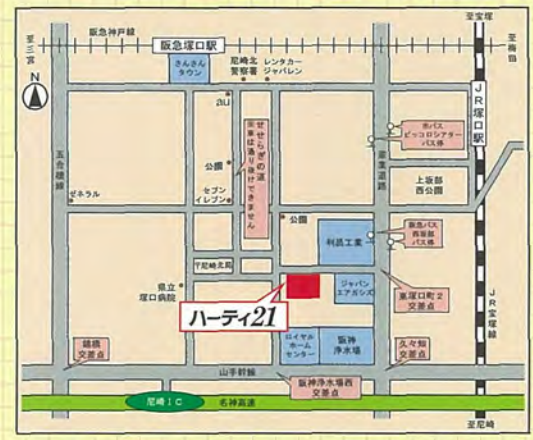 至宝塚
阪急神戸線
阪急塚口駅
至三宮
至梅田
さんさん
タウン
尼崎北
警察署
レンタカー
ジャパレン
N
au
JR塚口駅
市バス
ピッコロシアター
バス停
せせらぎの道
※車は通り抜けできません
五合橋線
産業道路
公園
セブン
イレブン
ゼネラル
上坂部
西公園
公園
利昌工業
阪急バス
西坂部
バス停
〒尼崎北局
県立
塚口病院
ジャパン
エアガシズ
東塚口町2
交差点
ハーティ21
JR宝塚線
ロイヤル
ホーム
センター
阪神
浄水場
久々知
交差点
交差点
山手幹線
阪神浄水場西
交差点
尼崎IC
名神高速
至尼崎